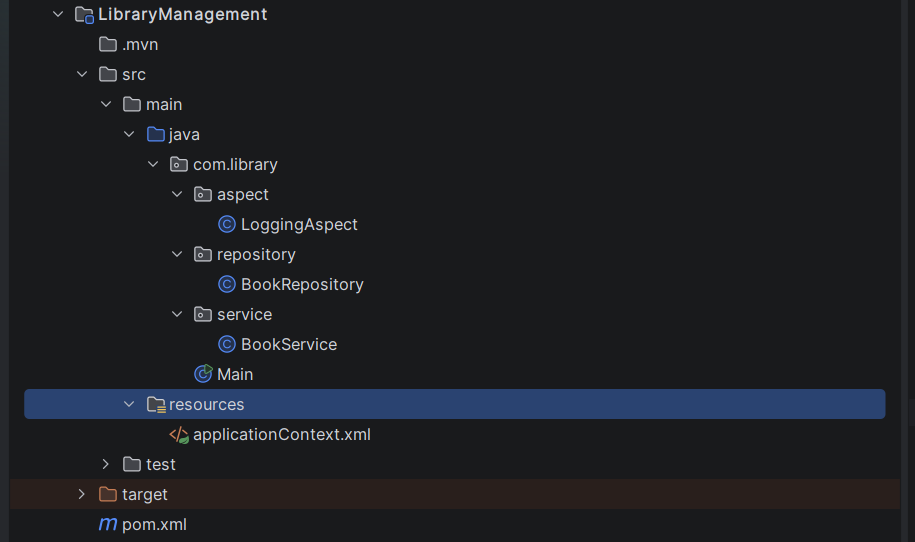 LibraryManagement
.mvn
src
main
java
com.library
aspect
LoggingAspect
repository
BookRepository
service
BookService
Main
resources
applicationContext.xml
test
target
pom.xml